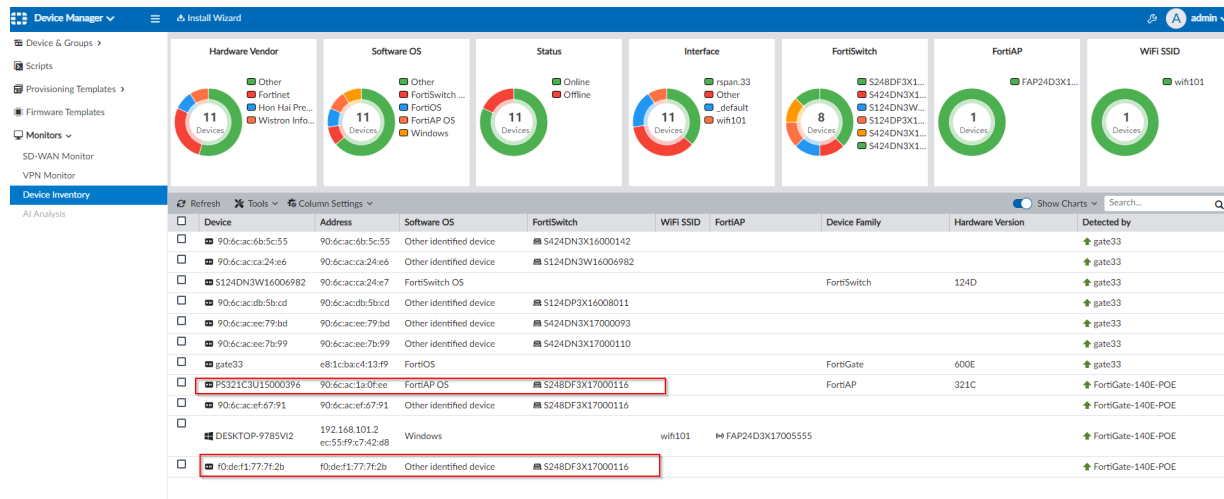 Device Manager
Install Wizard
A admin
Device & Groups
Scripts
Provisioning Templates
Firmware Templates
Monitors
SD-WAN Monitor
VPN Monitor
Device Inventory
AI Analysis
Hardware Vendor
11
Devices
Other
Fortinet
Hon Hai Pre...
Wistron Info...
Software OS
11
Devices
Other
FortiSwitch ...
FortiOS
FortiAP OS
Windows
Status
11
Devices
Online
Offline
Interface
11
Devices
rspan.33
Other
_default
wifi101
FortiSwitch
8
Devices
S248DF3X1...
S424DN3X1...
S124DN3W...
S124DP3X1...
S424DN3X1...
S424DN3X1...
FortiAP
1
Devices
FAP24D3X1...
WiFi SSID
1
Devices
wifi101
Refresh Tools Column Settings Show Charts Search...
Device Address Software OS FortiSwitch WiFi SSID FortiAP Device Family Hardware Version Detected by
90:6c:ac:6b:5c:55 90:6c:ac:6b:5c:55 Other identified device S424DN3X16000142 gate33
90:6c:ac:ca:24:e6 90:6c:ac:ca:24:e6 Other identified device S124DN3W16006982 gate33
S124DN3W16006982 90:6c:ac:ca:24:e7 FortiSwitch OS FortiSwitch 124D gate33
90:6c:ac:db:5b:cd 90:6c:ac:db:5b:cd Other identified device S124DP3X16008011 gate33
90:6c:ac:ee:79:bd 90:6c:ac:ee:79:bd Other identified device S424DN3X17000093 gate33
90:6c:ac:ee:7b:99 90:6c:ac:ee:7b:99 Other identified device S424DN3X17000110 gate33
gate33 e8:1c:ba:c4:13:f9 FortiOS FortiGate 600E gate33
PS321C3U15000396 90:6c:ac:1a:0f:ee FortiAP OS S248DF3X17000116 FortiAP 321C FortiGate-140E-POE
90:6c:ac:ef:67:91 90:6c:ac:ef:67:91 Other identified device S248DF3X17000116 FortiGate-140E-POE
DESKTOP-9785VI2 192.168.101.2 Windows wifi101 FAP24D3X17005555 FortiGate-140E-POE
ec:55:f9:c7:42:d8
f0:de:f1:77:7f:2b f0:de:f1:77:7f:2b Other identified device S248DF3X17000116 FortiGate-140E-POE